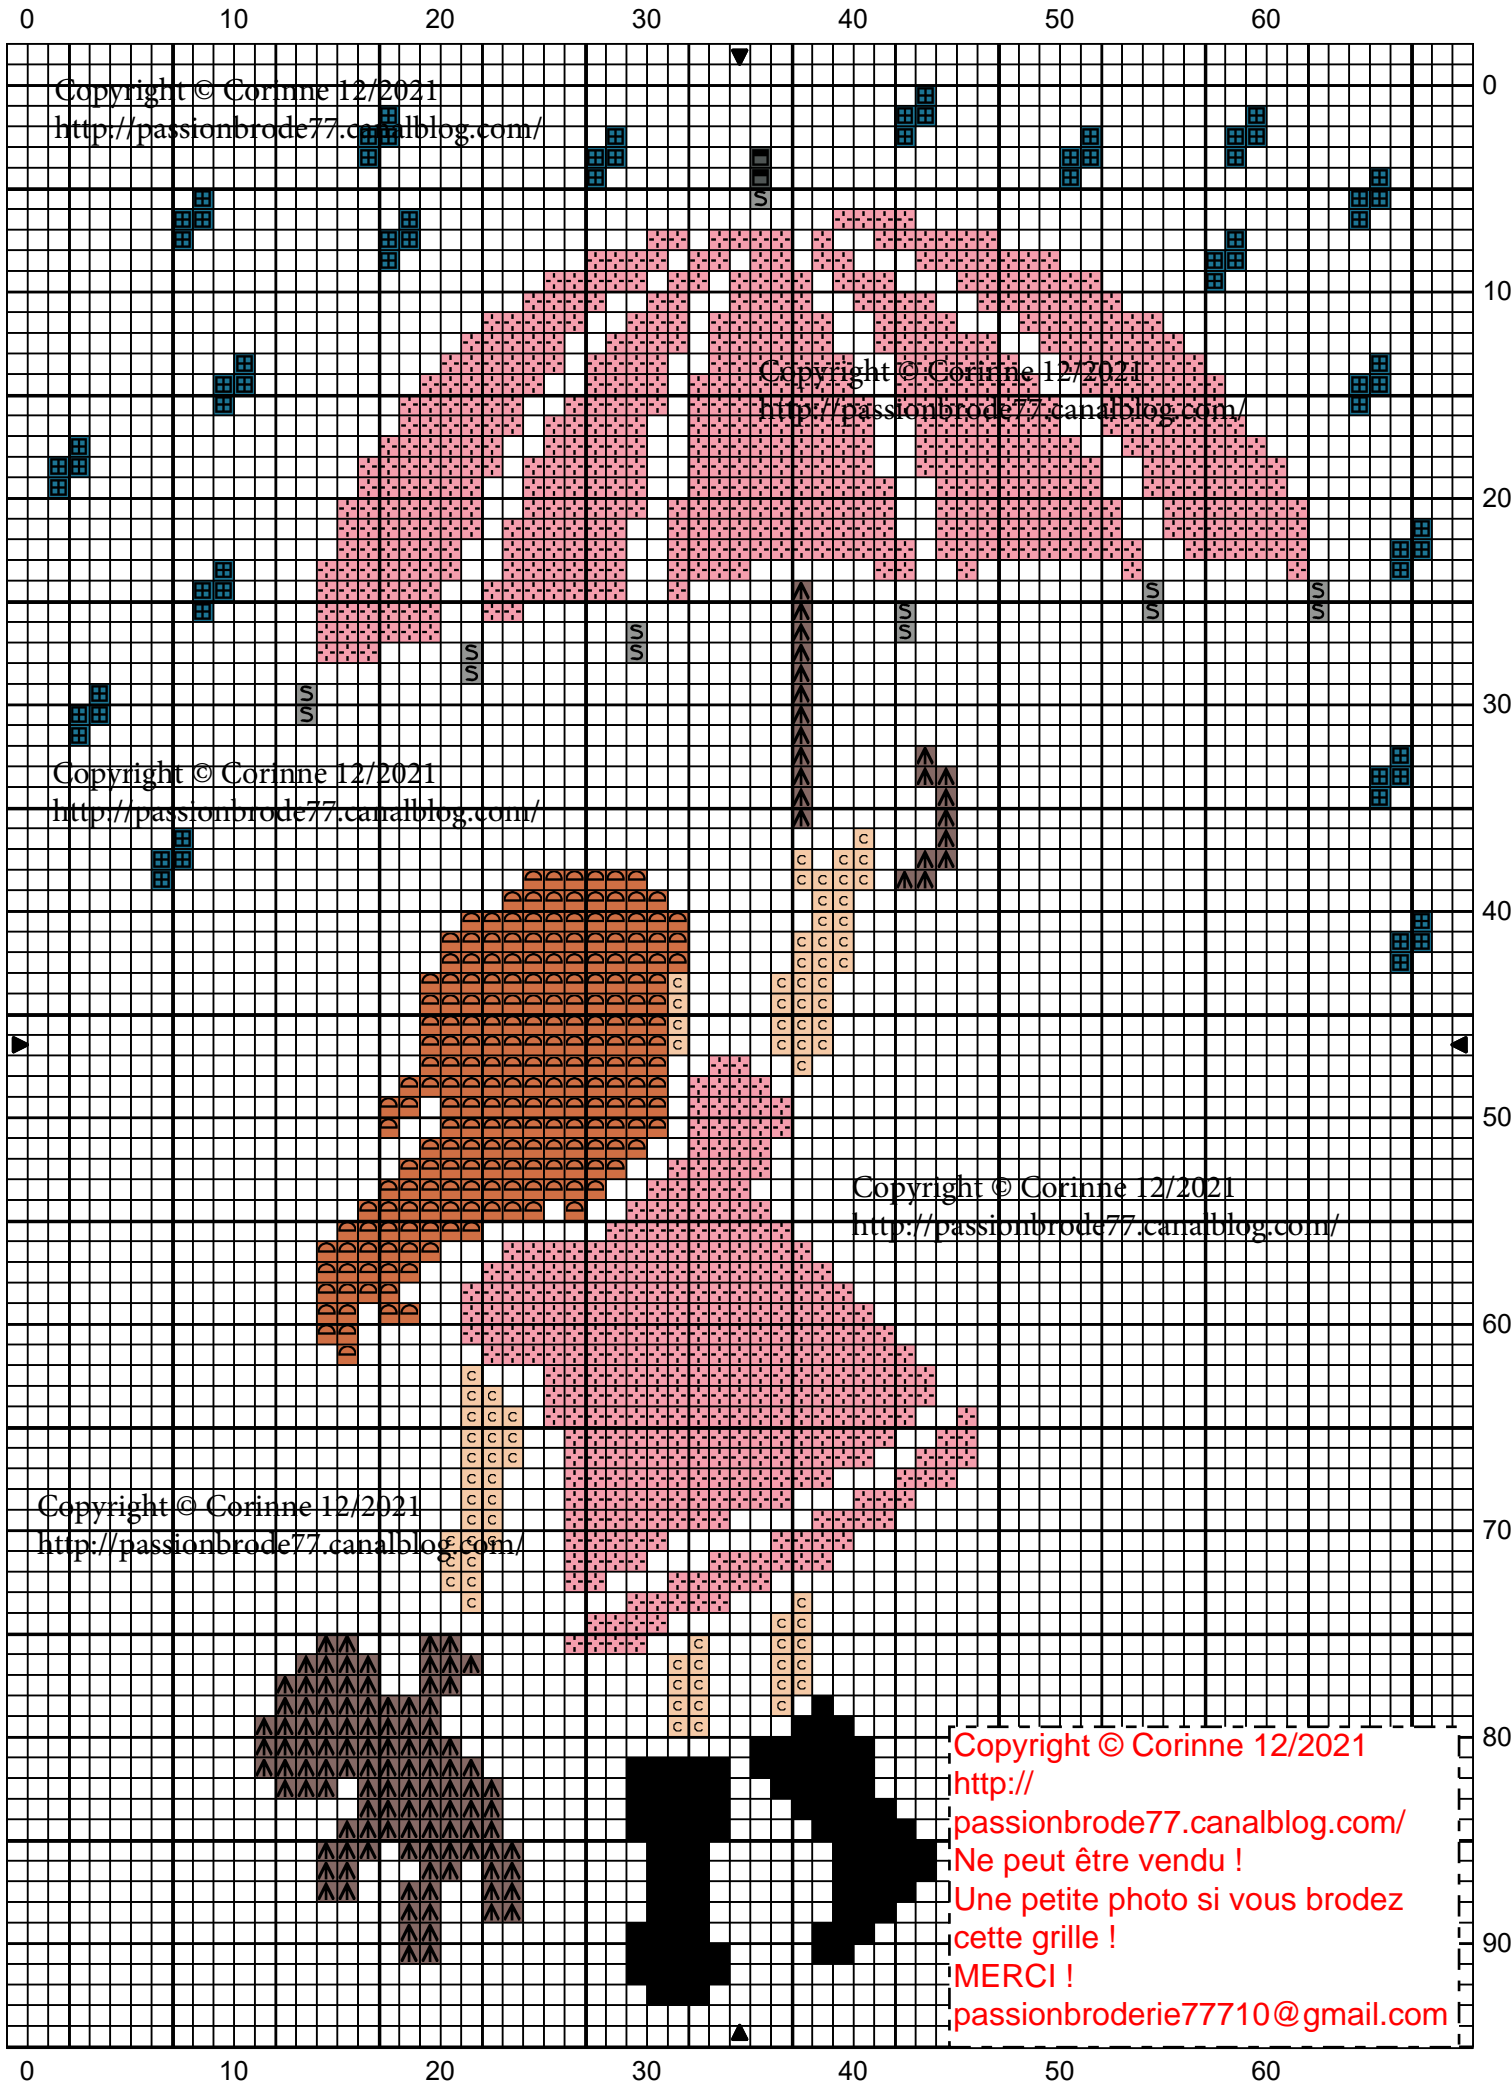 0 10 20 30 40 50 60
0
Copyright © Corinne 12/2021
http://passionbrode77.canalblog.com/
10
Copyright © Corinne 12/2021
http://passionbrode77.canalblog.com/
20
30
Copyright © Corinne 12/2021
http://passionbrode77.canalblog.com/
40
50
Copyright © Corinne 12/2021
http://passionbrode77.canalblog.com/
60
Copyright © Corinne 12/2021
http://passionbrode77.canalblog.com/
70
80
Copyright © Corinne 12/2021
http://
passionbrode77.canalblog.com/
Ne peut être vendu !
Une petite photo si vous brodez
cette grille !
90
MERCI !
passionbroderie77710@gmail.com
0 10 20 30 40 50 60